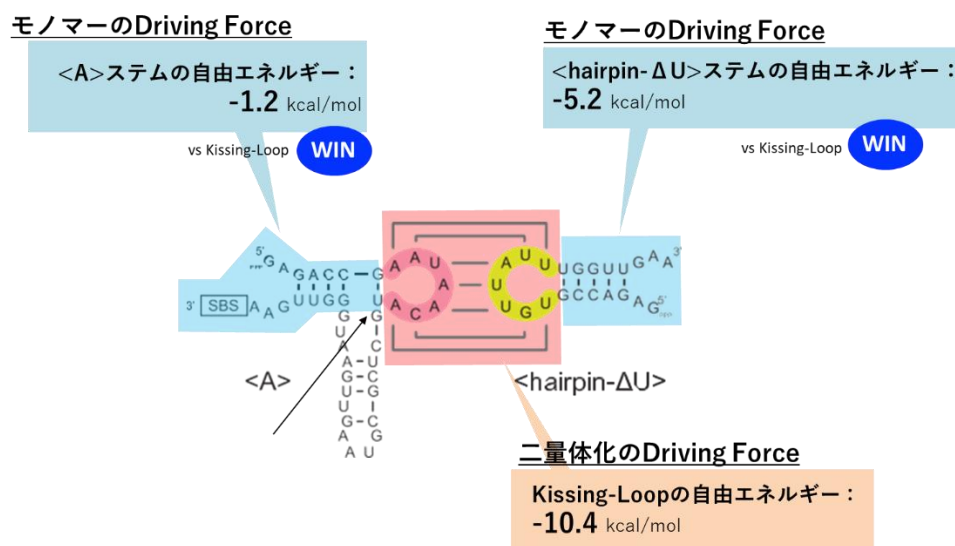 モノマーのDriving Force
<A>ステムの自由エネルギー：
-1.2 kcal/mol
vs Kissing-Loop WIN
モノマーのDriving Force
<hairpin-ΔU>ステムの自由エネルギー：
-5.2 kcal/mol
vs Kissing-Loop WIN
5'
G A G A C C G A A U A A C A U
3' SBS A A G U U G G
G U A A G U U G A A U
G I C U C G I C G
<A>
A U U U G G U U G A A 3'
U U G U G C C A G A G 5'
<hairpin-ΔU>
二量体化のDriving Force
Kissing-Loopの自由エネルギー：
-10.4 kcal/mol